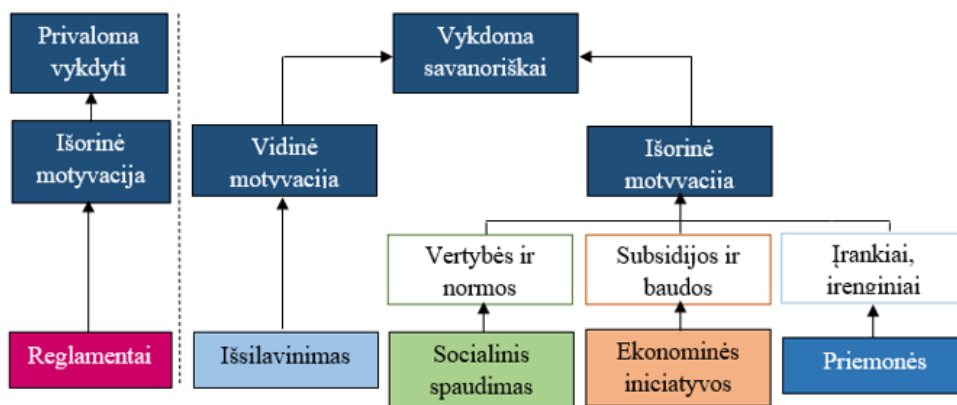 Privaloma
vykdyti
Vykdoma
savanoriškai
Išorinė
motyvacija
Vidinė
motyvacija
Išorinė
motyvacija
Vertybės ir
normos
Subsidijos ir
baudos
Įrankiai,
irenginiai
Reglamentai
Išsilavinimas
Socialinis
spaudimas
Ekonominės
iniciatyvos
Priemonės